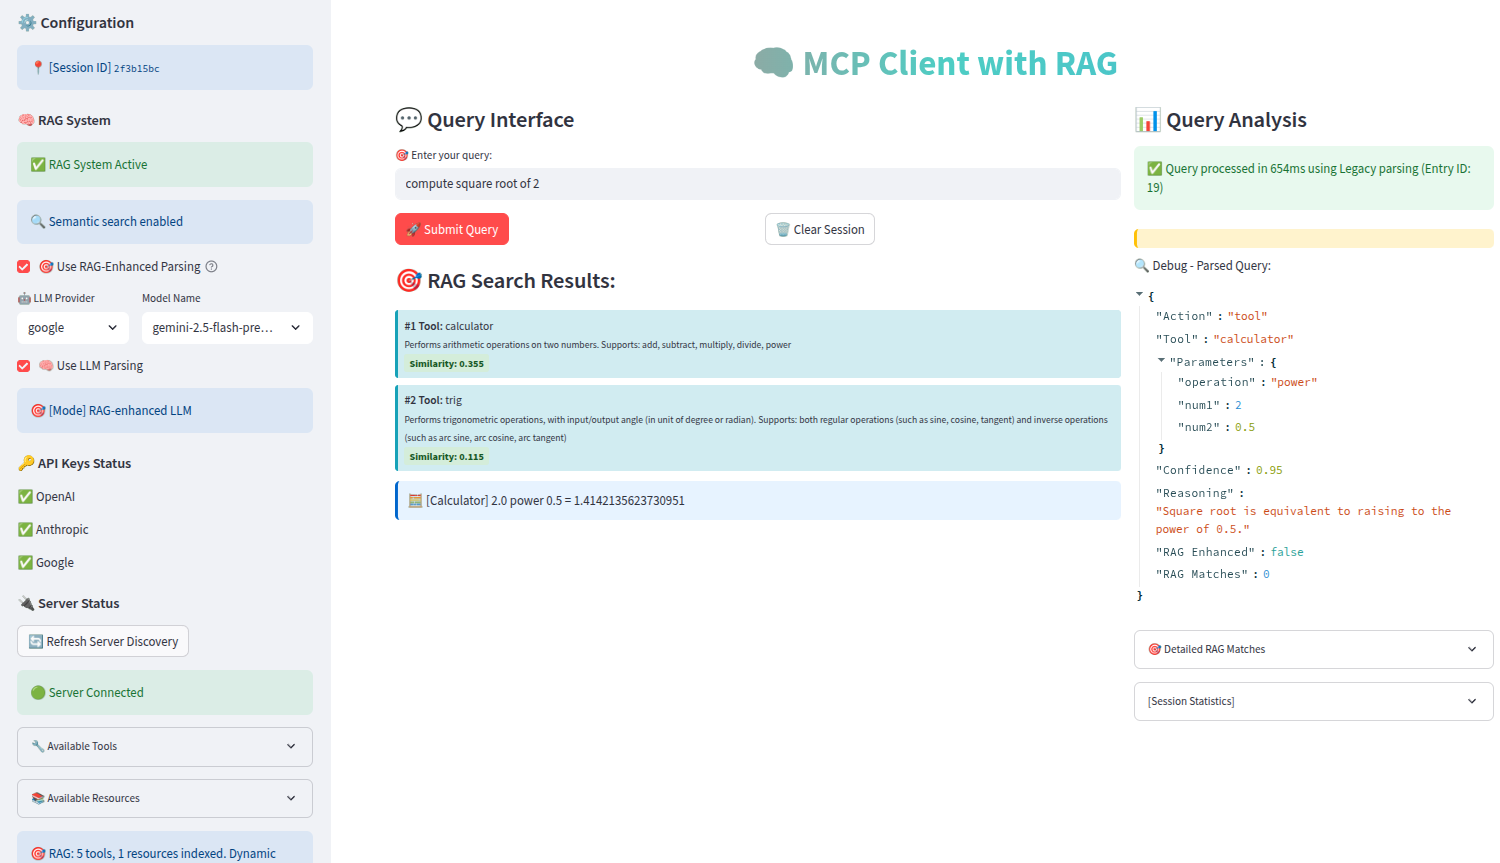 ⚙️ Configuration
📍 [Session ID] 2f3b15bc
🧠 RAG System
✅ RAG System Active
🔍 Semantic search enabled
🎯 Use RAG-Enhanced Parsing
🤖 LLM Provider
Model Name
google
gemini-2.5-flash-pre...
🧠 Use LLM Parsing
🎯 [Mode] RAG-enhanced LLM
🔑 API Keys Status
✅ OpenAI
✅ Anthropic
✅ Google
🔌 Server Status
🔄 Refresh Server Discovery
🟢 Server Connected
🔧 Available Tools
📚 Available Resources
🎯 RAG: 5 tools, 1 resources indexed. Dynamic
🧠 MCP Client with RAG
💬 Query Interface
🎯 Enter your query:
compute square root of 2
🚀 Submit Query
🗑️ Clear Session
🎯 RAG Search Results:
#1 Tool: calculator
Performs arithmetic operations on two numbers. Supports: add, subtract, multiply, divide, power
Similarity: 0.355
#2 Tool: trig
Performs trigonometric operations, with input/output angle (in unit of degree or radian). Supports: both regular operations (such as sine, cosine, tangent) and inverse operations
(such as arc sine, arc cosine, arc tangent)
Similarity: 0.115
🧮 [Calculator] 2.0 power 0.5 = 1.4142135623730951
📊 Query Analysis
✅ Query processed in 654ms using Legacy parsing (Entry ID:
19)
🔍 Debug - Parsed Query:
{
"Action" : "tool"
"Tool" : "calculator"
"Parameters" : {
"operation" : "power"
"num1" : 2
"num2" : 0.5
}
"Confidence" : 0.95
"Reasoning" :
"Square root is equivalent to raising to the
power of 0.5."
"RAG Enhanced" : false
"RAG Matches" : 0
}
🎯 Detailed RAG Matches
[Session Statistics]